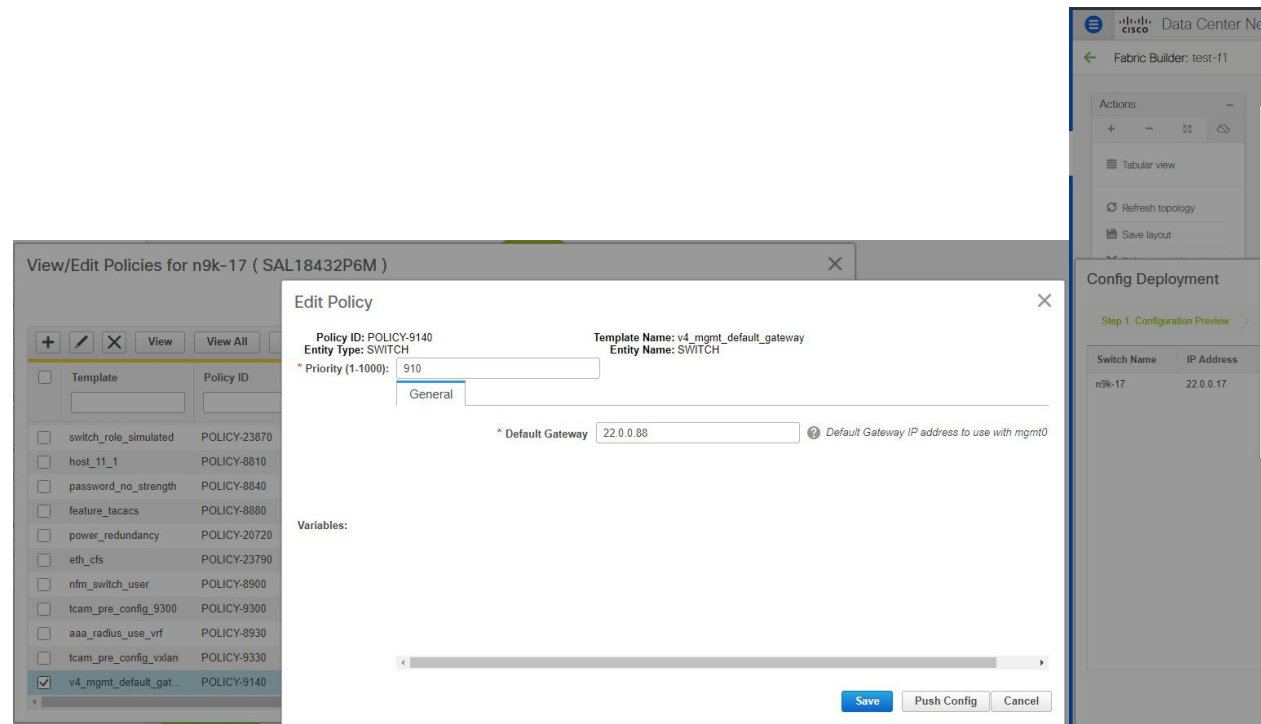 View/Edit Policies for n9k-17 ( SAL18432P6M )
View
View All
Template
Policy ID
switch_role_simulated POLICY-23870
host_11_1 POLICY-8810
password_no_strength POLICY-8840
feature_tacacs POLICY-8880
power_redundancy POLICY-20720
eth_cfs POLICY-23790
nfm_switch_user POLICY-8900
tcam_pre_config_9300 POLICY-9300
aaa_radius_use_vrf POLICY-8930
tcam_pre_config_vxlan POLICY-9330
v4_mgmt_default_gat... POLICY-9140
Edit Policy
Policy ID: POLICY-9140 Template Name: v4_mgmt_default_gateway
Entity Type: SWITCH Entity Name: SWITCH
* Priority (1-1000): 910
General
* Default Gateway 22.0.0.88 Default Gateway IP address to use with mgmt0
Variables:
Save Push Config Cancel
cisco Data Center Ne
Fabric Builder: test-f1
Actions
Tabular view
Refresh topology
Save layout
Config Deployment
Step 1. Configuration Preview
Switch Name IP Address
n9k-17 22.0.0.17